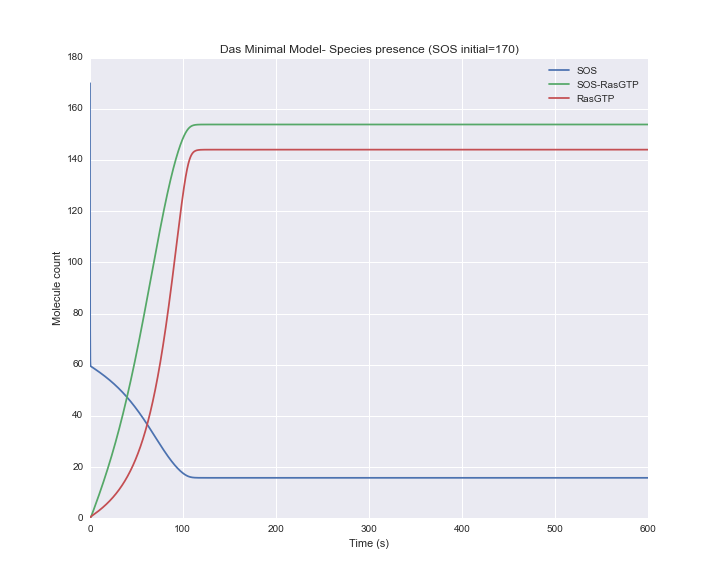 Das Minimal Model- Species presence (SOS initial=170)
SOS
SOS-RasGTP
RasGTP
Molecule count
180
160
140
120
100
80
60
40
20
0
0 100 200 300 400 500 600
Time (s)